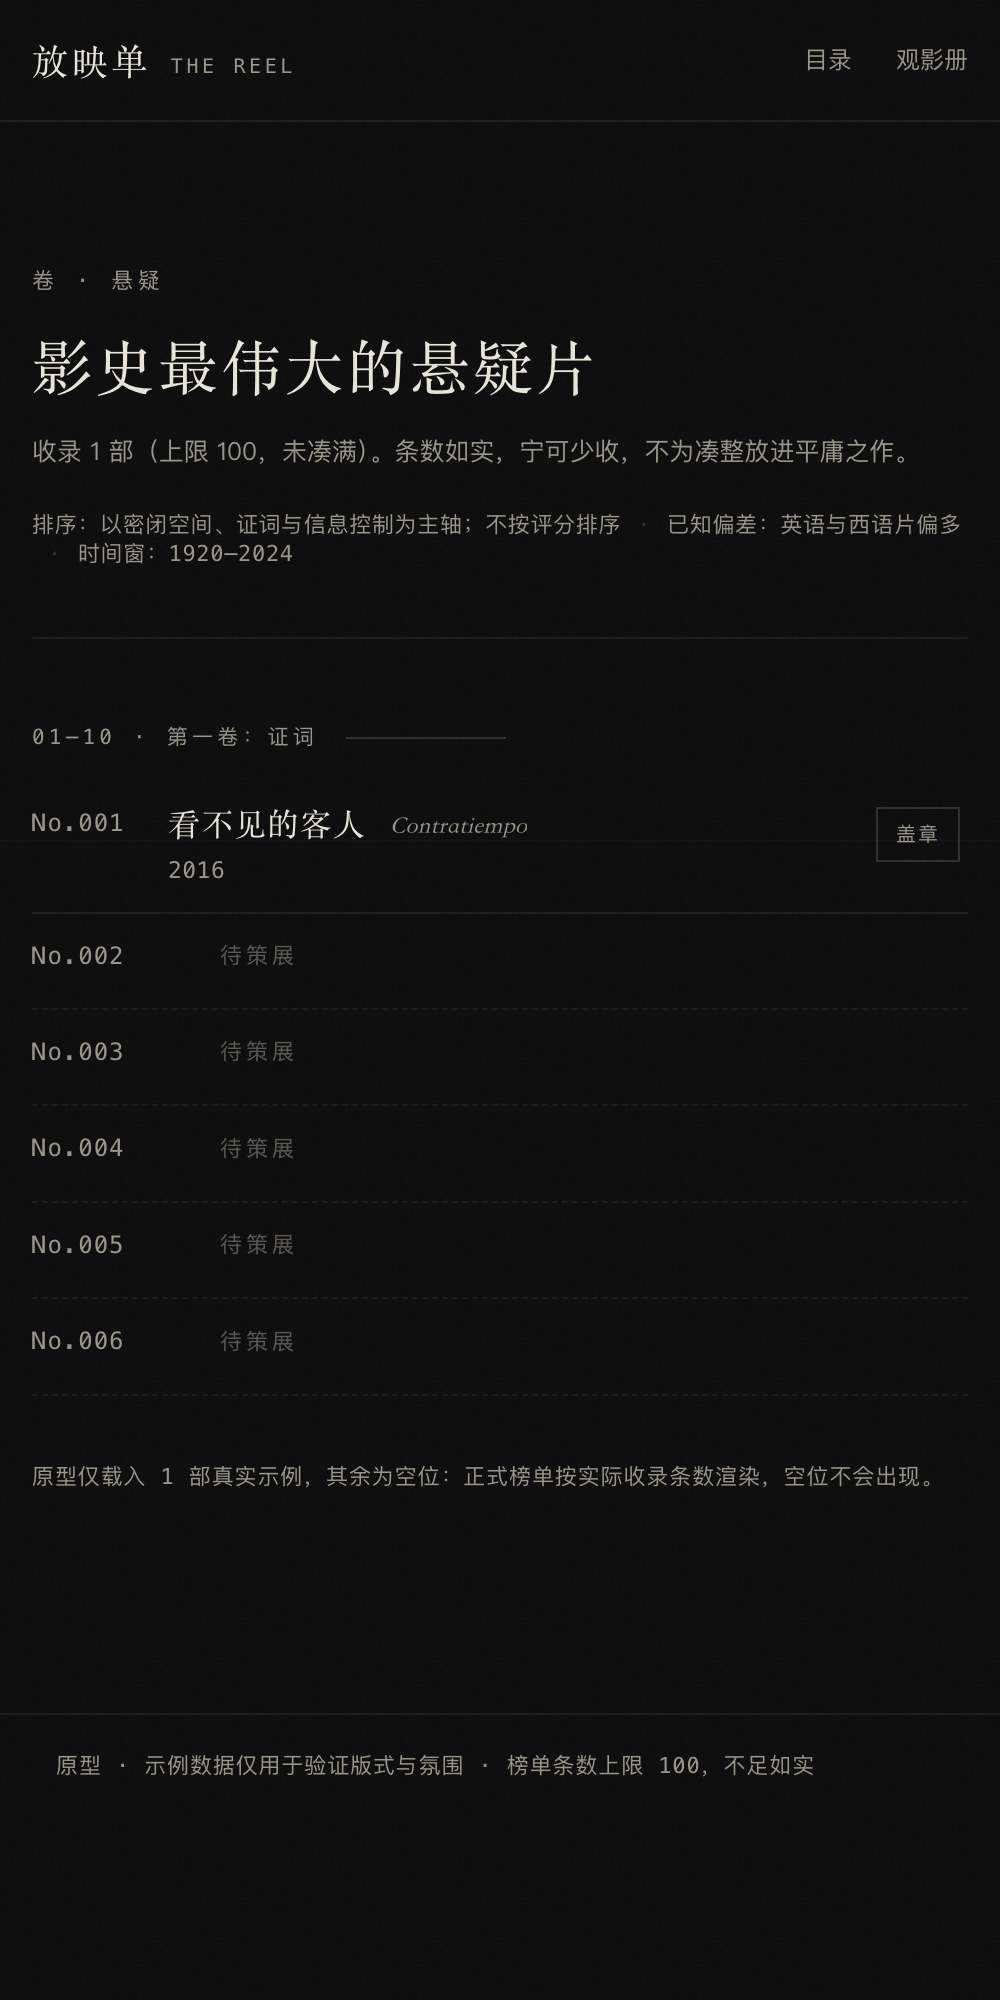 放映单 THE REEL
目录 观影册
卷 · 悬疑
影史最伟大的悬疑片
收录 1 部（上限 100，未凑满）。条数如实，宁可少收，不为凑整放进平庸之作。
排序：以密闭空间、证词与信息控制为主轴；不按评分排序 · 已知偏差：英语与西语片偏多
· 时间窗：1920—2024
01—10 · 第一卷：证词
No.001 看不见的客人 Contratiempo 盖章
2016
No.002 待策展
No.003 待策展
No.004 待策展
No.005 待策展
No.006 待策展
原型仅载入 1 部真实示例，其余为空位：正式榜单按实际收录条数渲染，空位不会出现。
原型 · 示例数据仅用于验证版式与氛围 · 榜单条数上限 100，不足如实